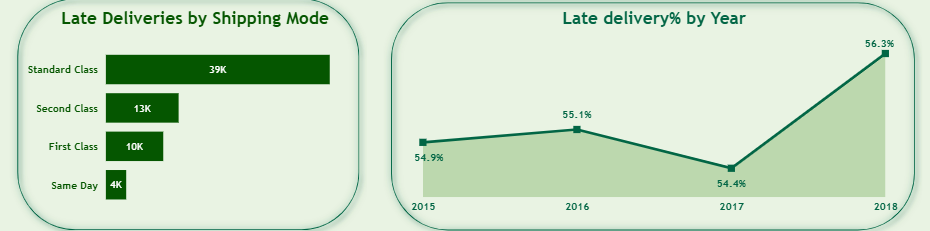 Late Deliveries by Shipping Mode
Standard Class 39K
Second Class 13K
First Class 10K
Same Day 4K
Late delivery% by Year
56.3%
55.1%
54.9%
54.4%
2015 2016 2017 2018